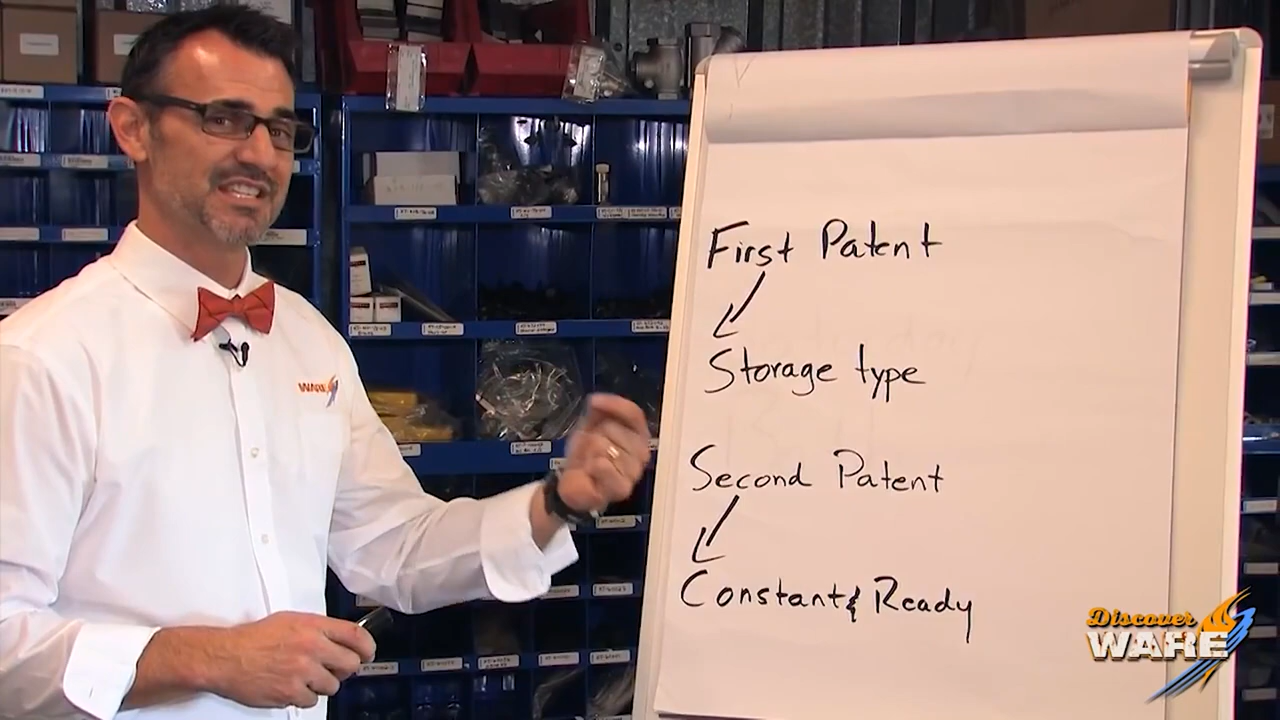 First Patent
Storage type
Second Patent
Constant & Ready
WARE
Discover
WARE